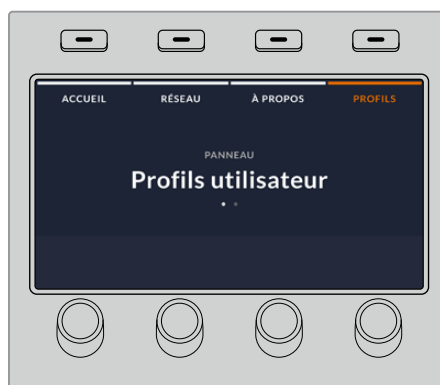 ACCUEIL
RÉSEAU
À PROPOS
PROFILS
PANNEAU
Profils utilisateur